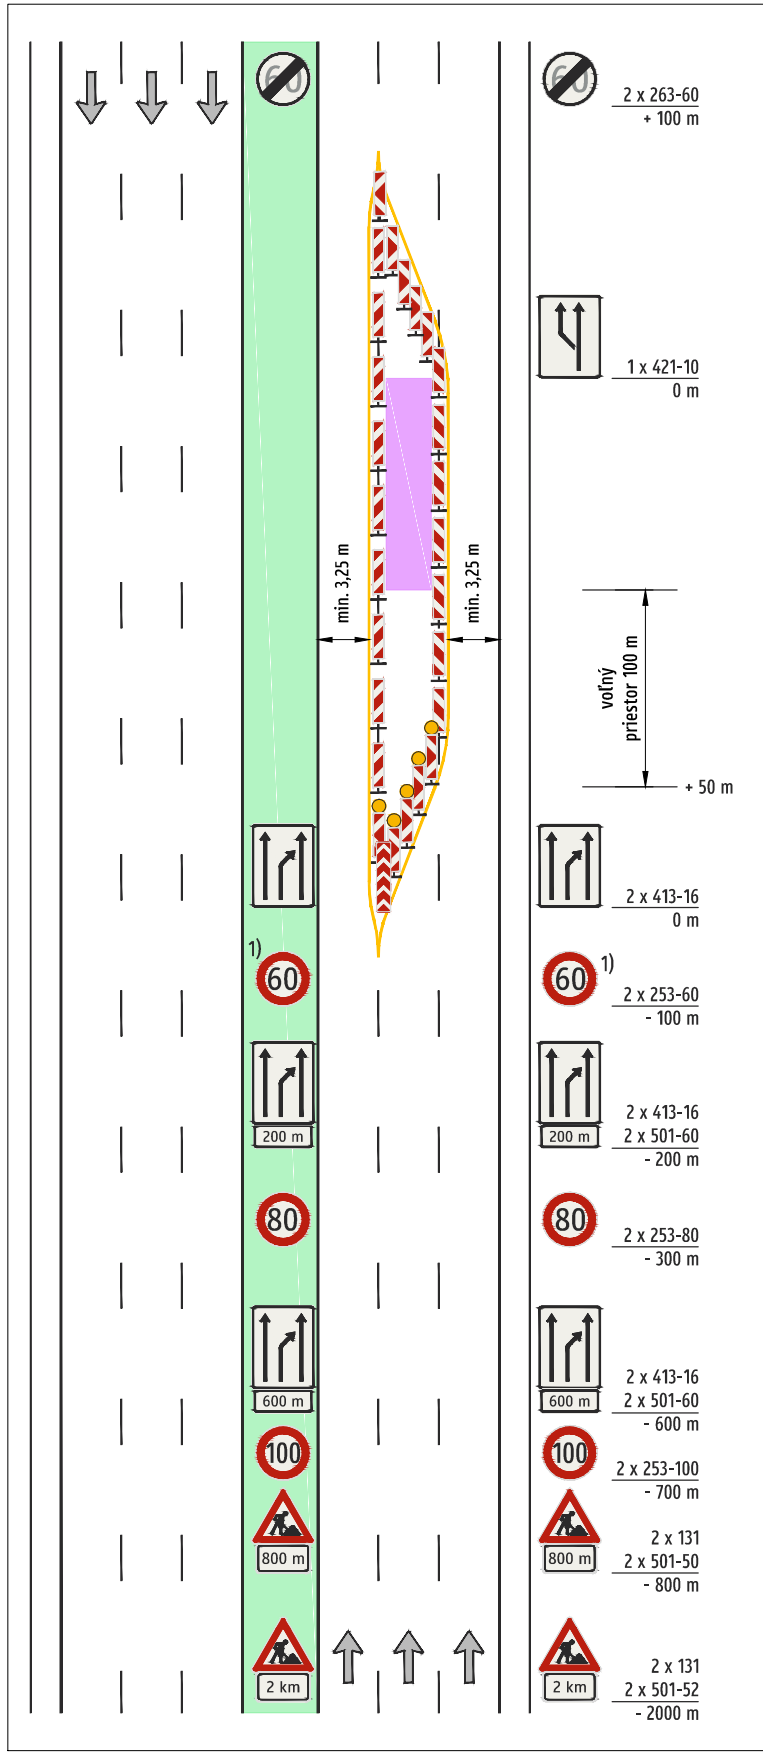 60
60
2 x 263-60
+ 100 m
1 x 421-10
0 m
min. 3,25 m
min. 3,25 m
voľný
priestor 100 m
+ 50 m
2 x 413-16
0 m
1)
60
60
1)
2 x 253-60
- 100 m
2 x 413-16
200 m
200 m
2 x 501-60
- 200 m
80
80
2 x 253-80
- 300 m
2 x 413-16
600 m
600 m
2 x 501-60
- 600 m
100
100
2 x 253-100
- 700 m
2 x 131
800 m
800 m
2 x 501-50
- 800 m
2 x 131
2 km
2 km
2 x 501-52
- 2000 m